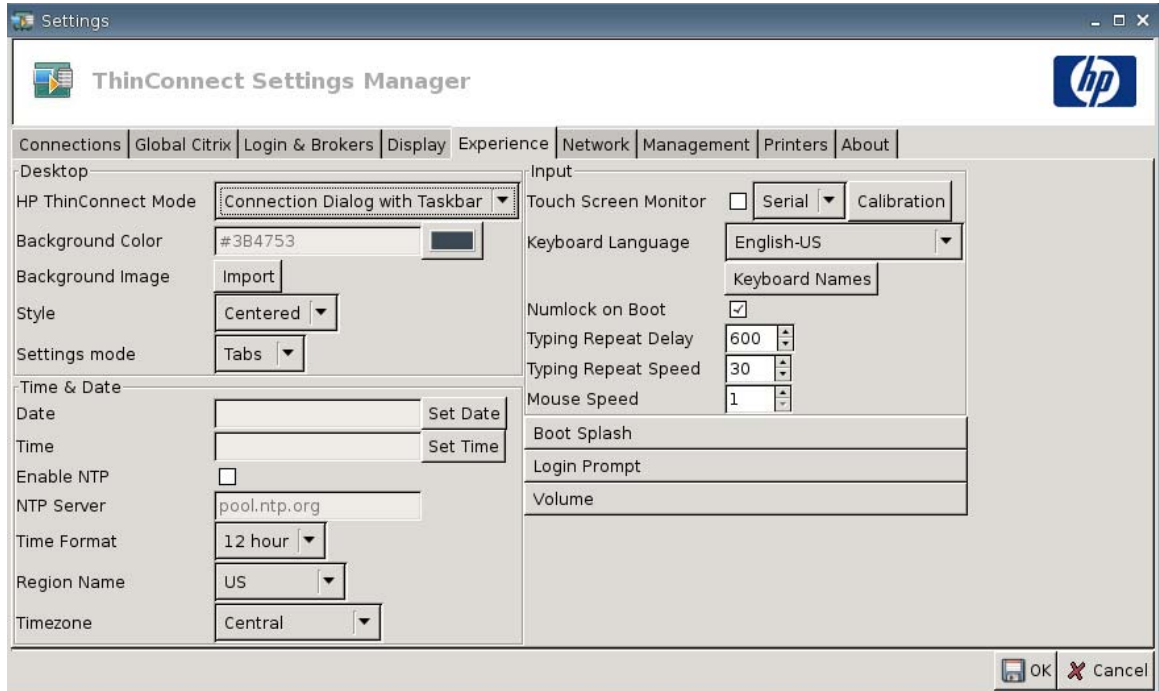 Settings
ThinConnect Settings Manager
hp
Connections Global Citrix Login & Brokers Display Experience Network Management Printers About
Desktop
HP ThinConnect Mode Connection Dialog with Taskbar
Background Color #3B4753
Background Image Import
Style Centered
Settings mode Tabs
Time & Date
Date Set Date
Time Set Time
Enable NTP
NTP Server pool.ntp.org
Time Format 12 hour
Region Name US
Timezone Central
Input
Touch Screen Monitor Serial Calibration
Keyboard Language English-US
Keyboard Names
Numlock on Boot
Typing Repeat Delay 600
Typing Repeat Speed 30
Mouse Speed 1
Boot Splash
Login Prompt
Volume
OK Cancel